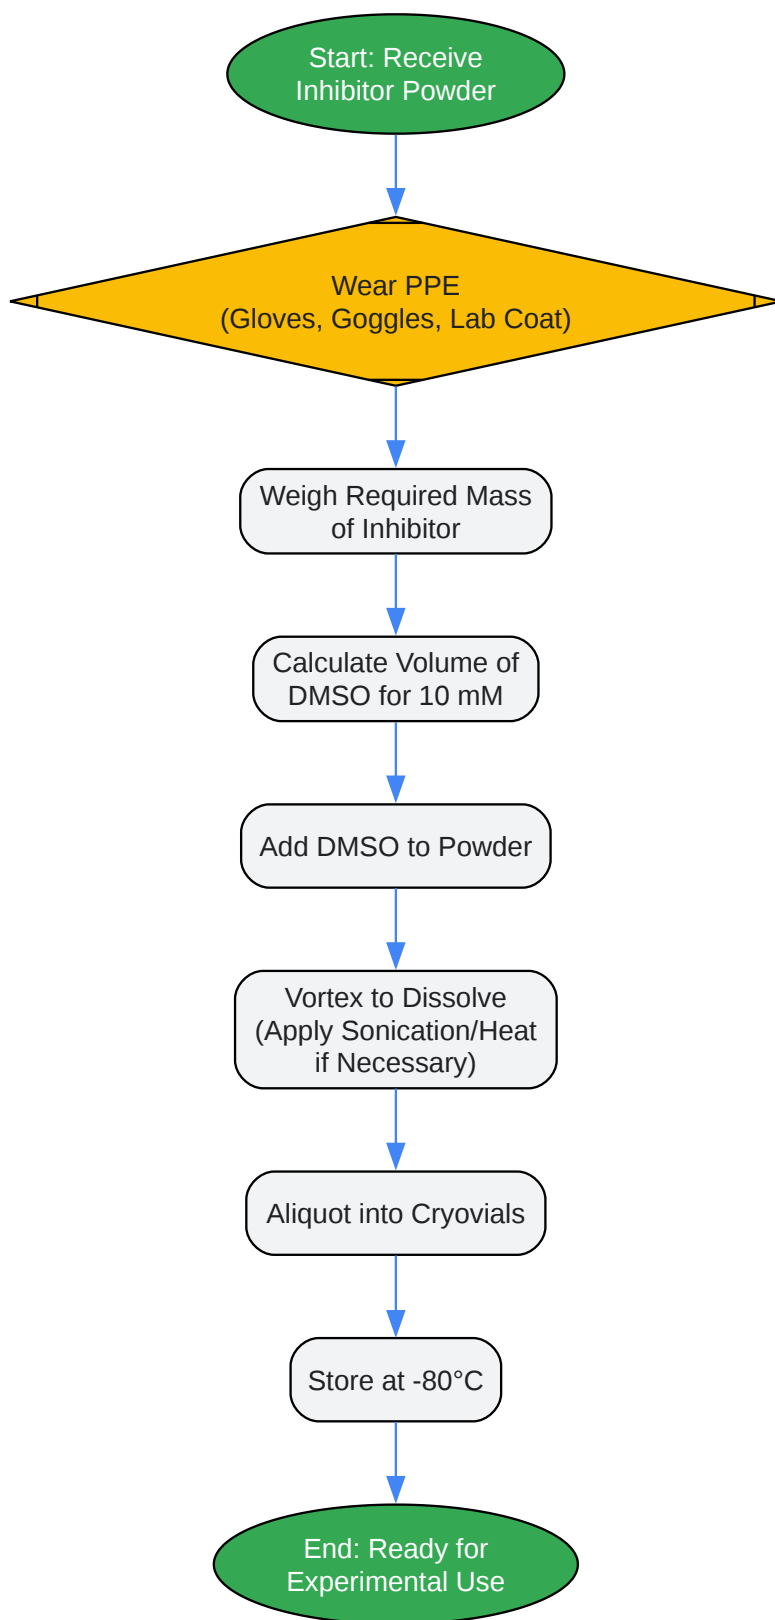 Start: Receive
Inhibitor Powder
Wear PPE
(Gloves, Goggles, Lab Coat)
Weigh Required Mass
of Inhibitor
Calculate Volume of
DMSO for 10 mM
Add DMSO to Powder
Vortex to Dissolve
(Apply Sonication/Heat
if Necessary)
Aliquot into Cryovials
Store at -80°C
End: Ready for
Experimental Use